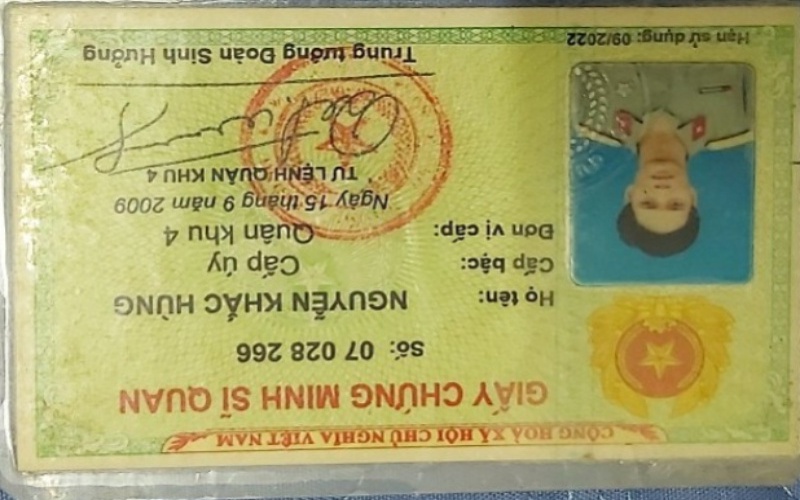 CỘNG HOÀ XÃ HỘI CHỦ NGHĨA VIỆT NAM
GIẤY CHỨNG MINH SĨ QUAN
Số: 07 028 266
Họ tên: NGUYỄN KHẮC HÙNG
Cấp bậc: Cấp úy
Đơn vị cấp: Quân khu 4
Ngày 15 tháng 9 năm 2009
TƯ LỆNH QUÂN KHU 4
Trung tướng Đoàn Sinh Hưởng
Hạn sử dụng: 09/2022